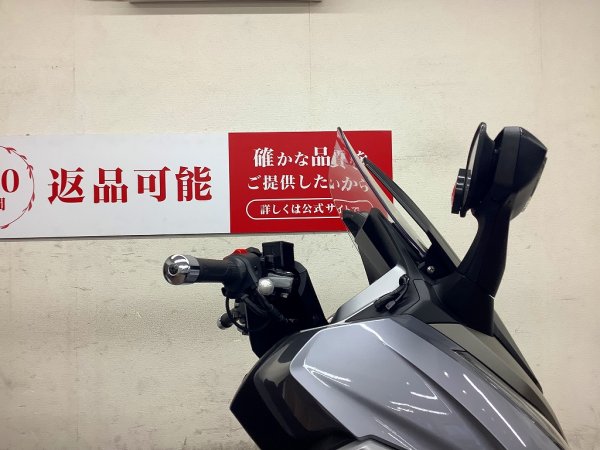 返品可能
確かな品質を
ご提供したいから
詳しくは公式サイトで